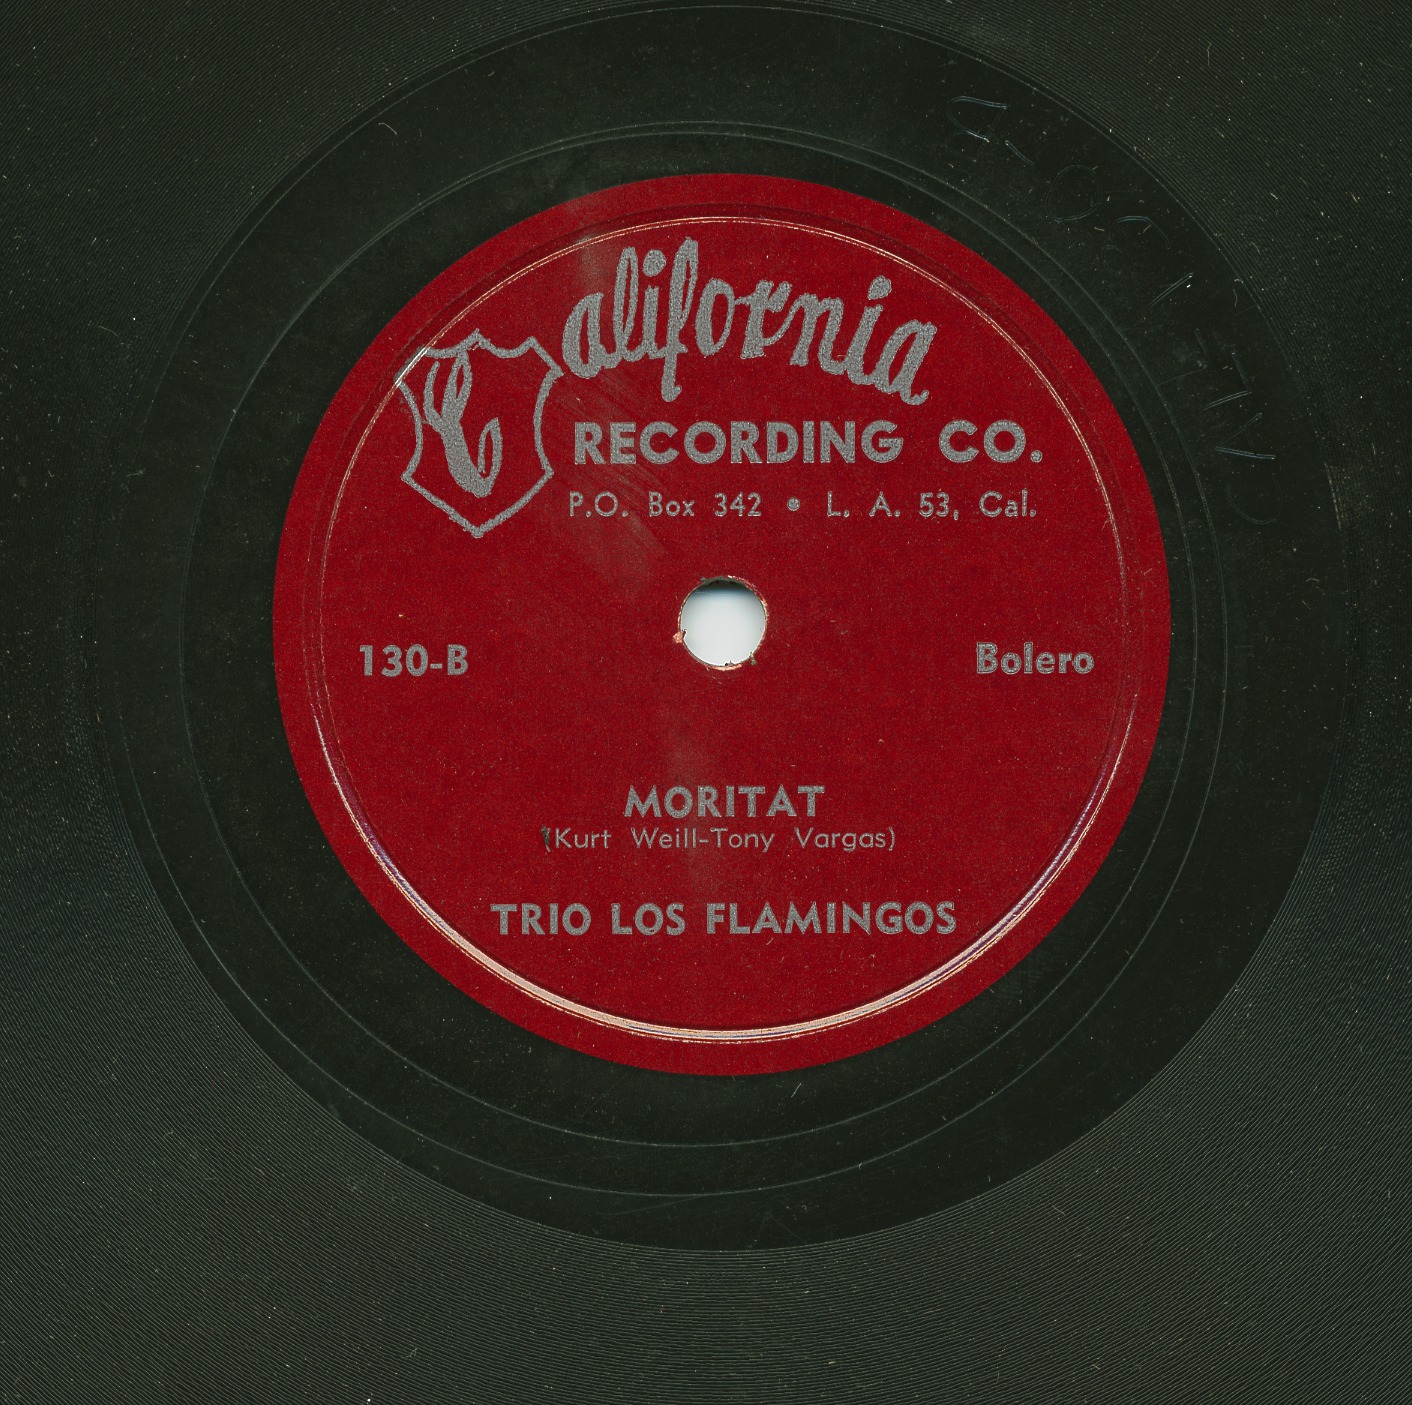 California
RECORDING CO.
P.O. Box 342 • L. A. 53, Cal.
130-B
Bolero
MORITAT
(Kurt Weill-Tony Vargas)
TRIO LOS FLAMINGOS